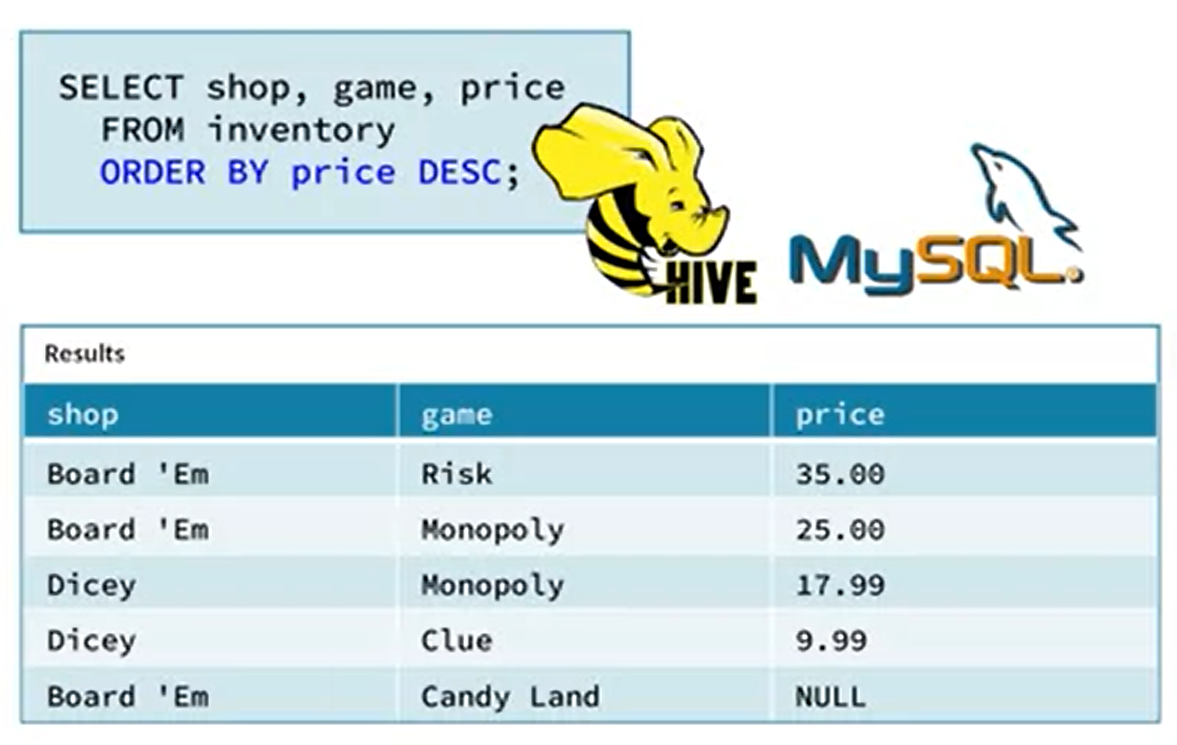 SELECT shop, game, price
FROM inventory
ORDER BY price DESC;
HIVE
MySQL.
Results
shop game price
Board 'Em Risk 35.00
Board 'Em Monopoly 25.00
Dicey Monopoly 17.99
Dicey Clue 9.99
Board 'Em Candy Land NULL